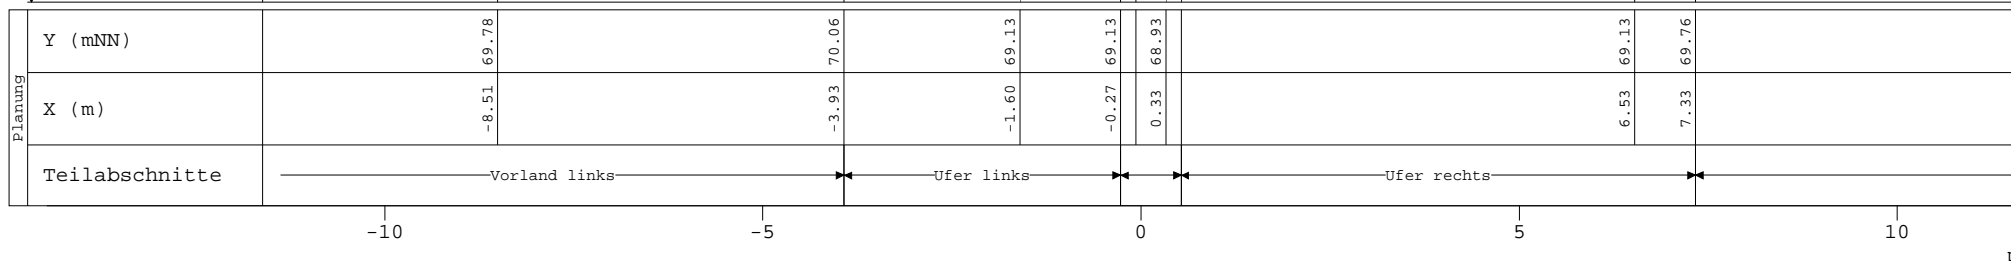 Planung
Y (mNN) 69.78 70.06 69.13 69.13 68.93 69.13 69.76
X (m) -8.51 -3.93 -1.60 -0.27 0.33 6.53 7.33
Teilabschnitte Vorland links Ufer links Ufer rechts
-10 -5 0 5 10